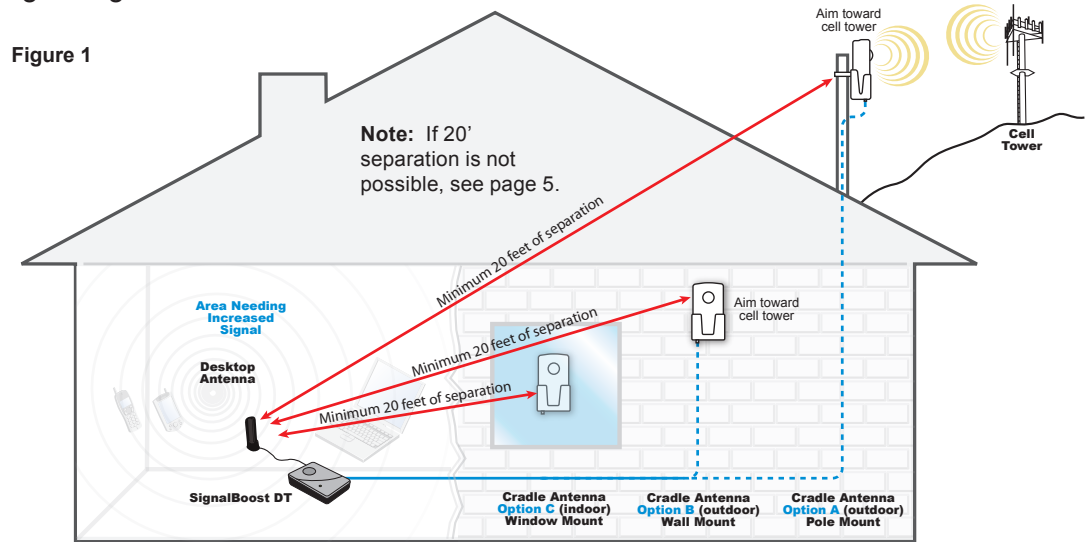 Figure 1
Aim toward
cell tower
Cell
Tower
Note: If 20'
separation is not
possible, see page 5.
Minimum 20 feet of separation
Area Needing
Increased
Signal
Desktop
Antenna
Minimum 20 feet of separation
Aim toward
cell tower
Minimum 20 feet of separation
SignalBoost DT
Cradle Antenna
Option C (indoor)
Window Mount
Cradle Antenna
Option B (outdoor)
Wall Mount
Cradle Antenna
Option A (outdoor)
Pole Mount